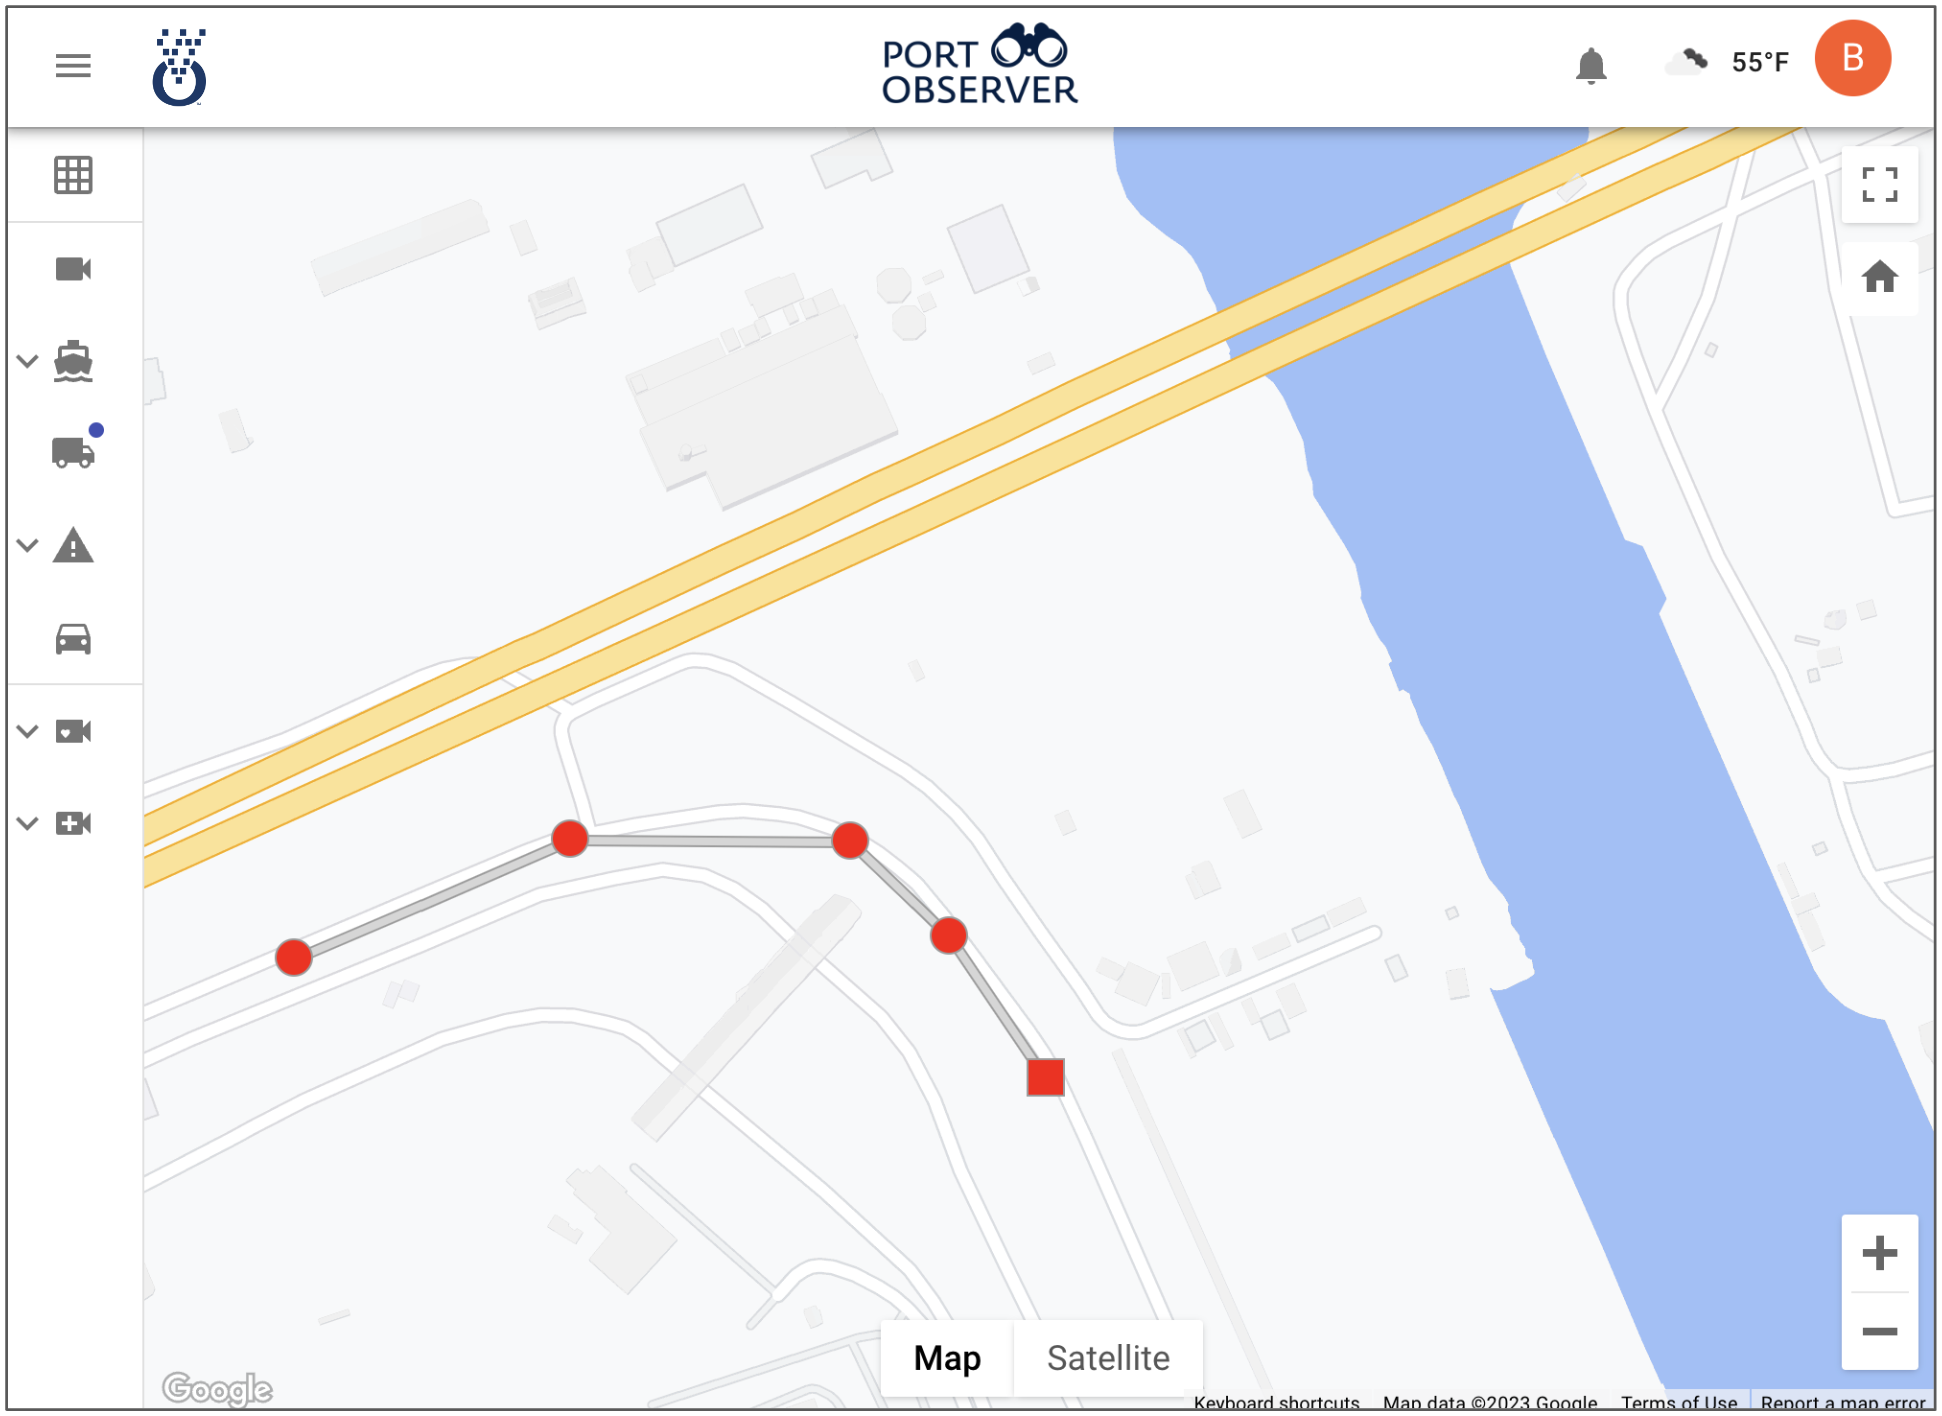 PORT
OBSERVER
55°F
B
Map
Satellite
Google
Keyboard shortcuts
Map data ©2023 Google
Terms of Use
Report a map error